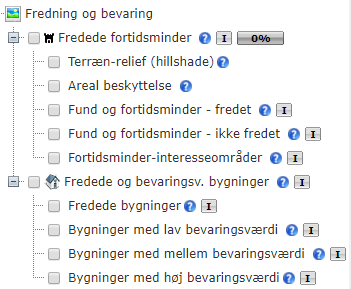 Fredning og bevaring
Fredede fortidsminder ? I 0%
Terræn-relief (hillshade) ?
Areal beskyttelse ?
Fund og fortidsminder - fredet ? I
Fund og fortidsminder - ikke fredet ? I
Fortidsminder-interesseområder ? I
Fredede og bevaringsv. bygninger ? I
Fredede bygninger ? I
Bygninger med lav bevaringsværdi ? I
Bygninger med mellem bevaringsværdi ? I
Bygninger med høj bevaringsværdi ? I